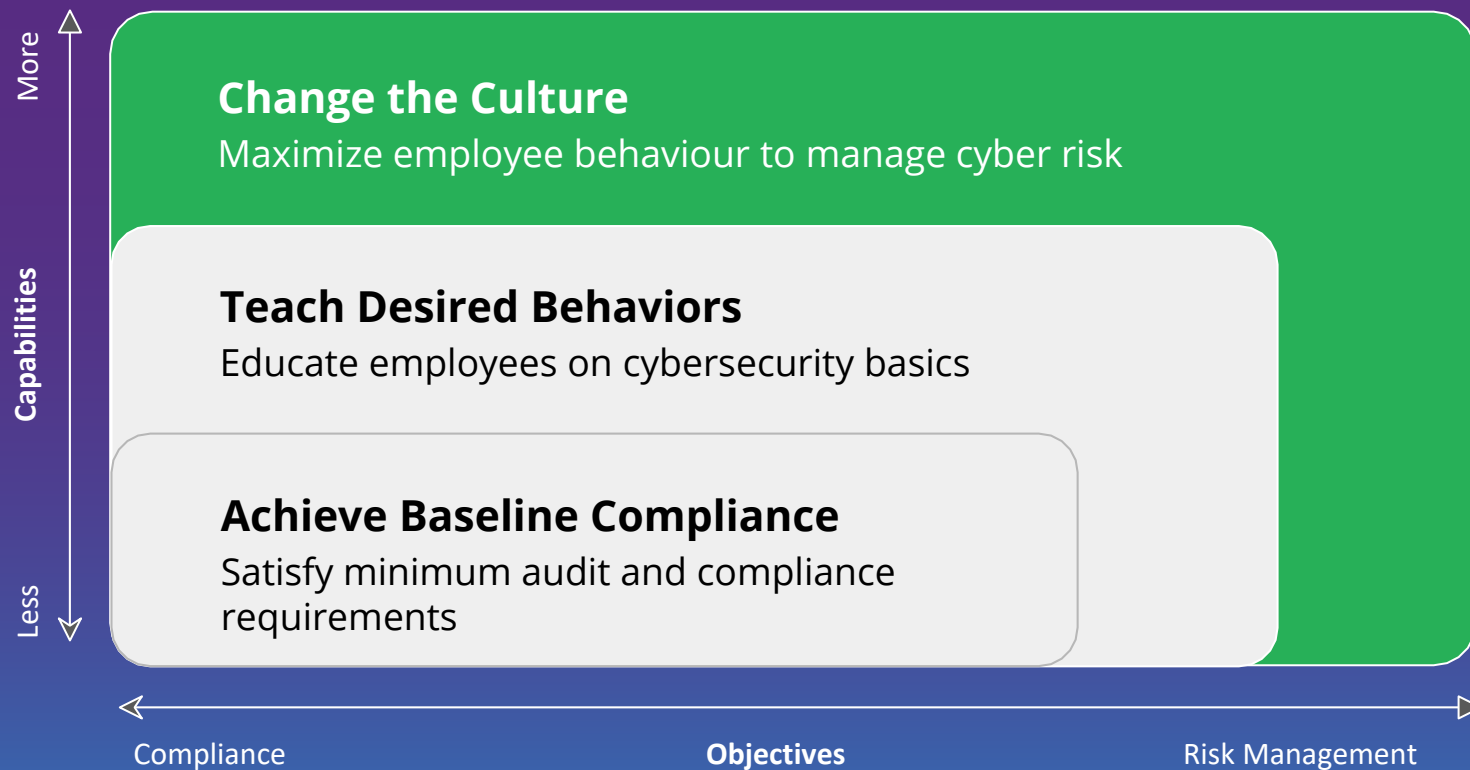 More
Capabilities
Less
Change the Culture
Maximize employee behaviour to manage cyber risk
Teach Desired Behaviors
Educate employees on cybersecurity basics
Achieve Baseline Compliance
Satisfy minimum audit and compliance
requirements
Compliance
Objectives
Risk Management